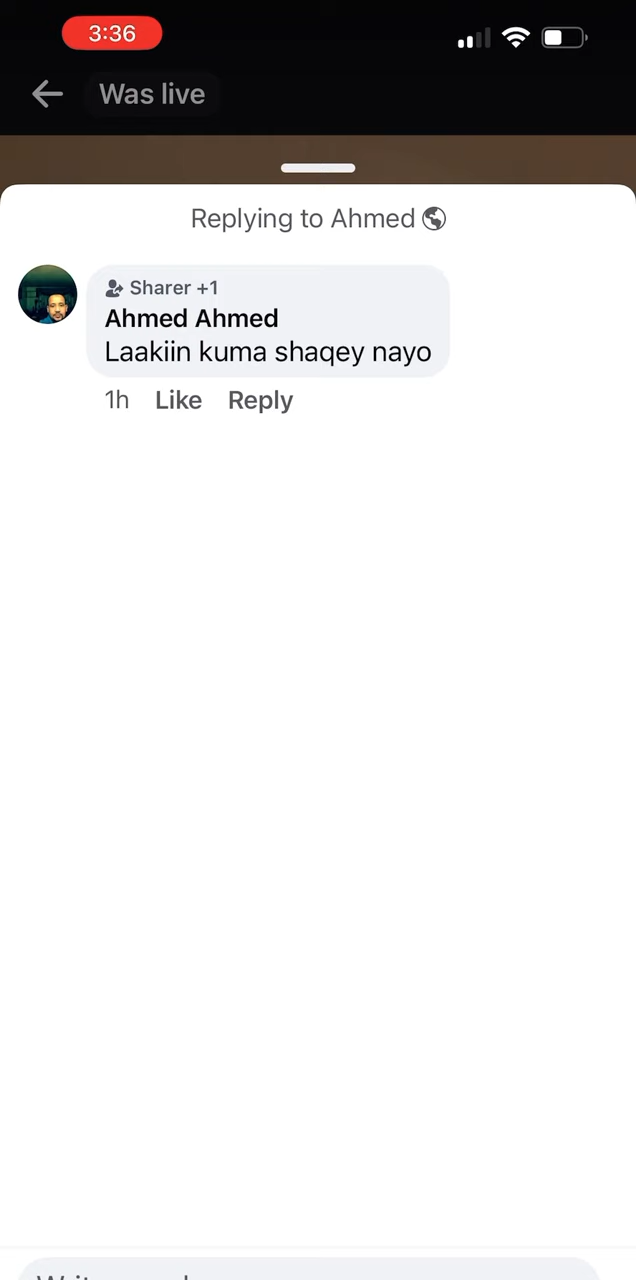 3:36
Was live
Replying to Ahmed
Sharer +1
Ahmed Ahmed
Laakiin kuma shaqey nayo
1h Like Reply